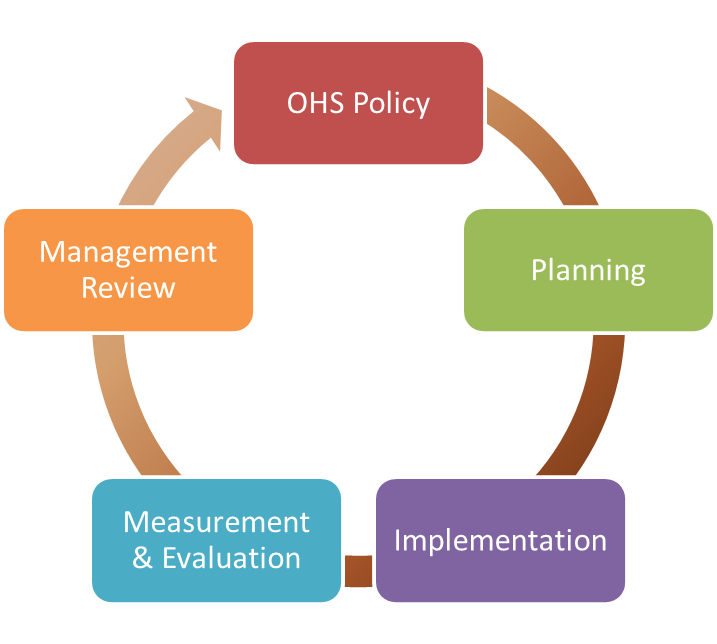 OHS Policy
Planning
Implementation
Measurement
& Evaluation
Management
Review